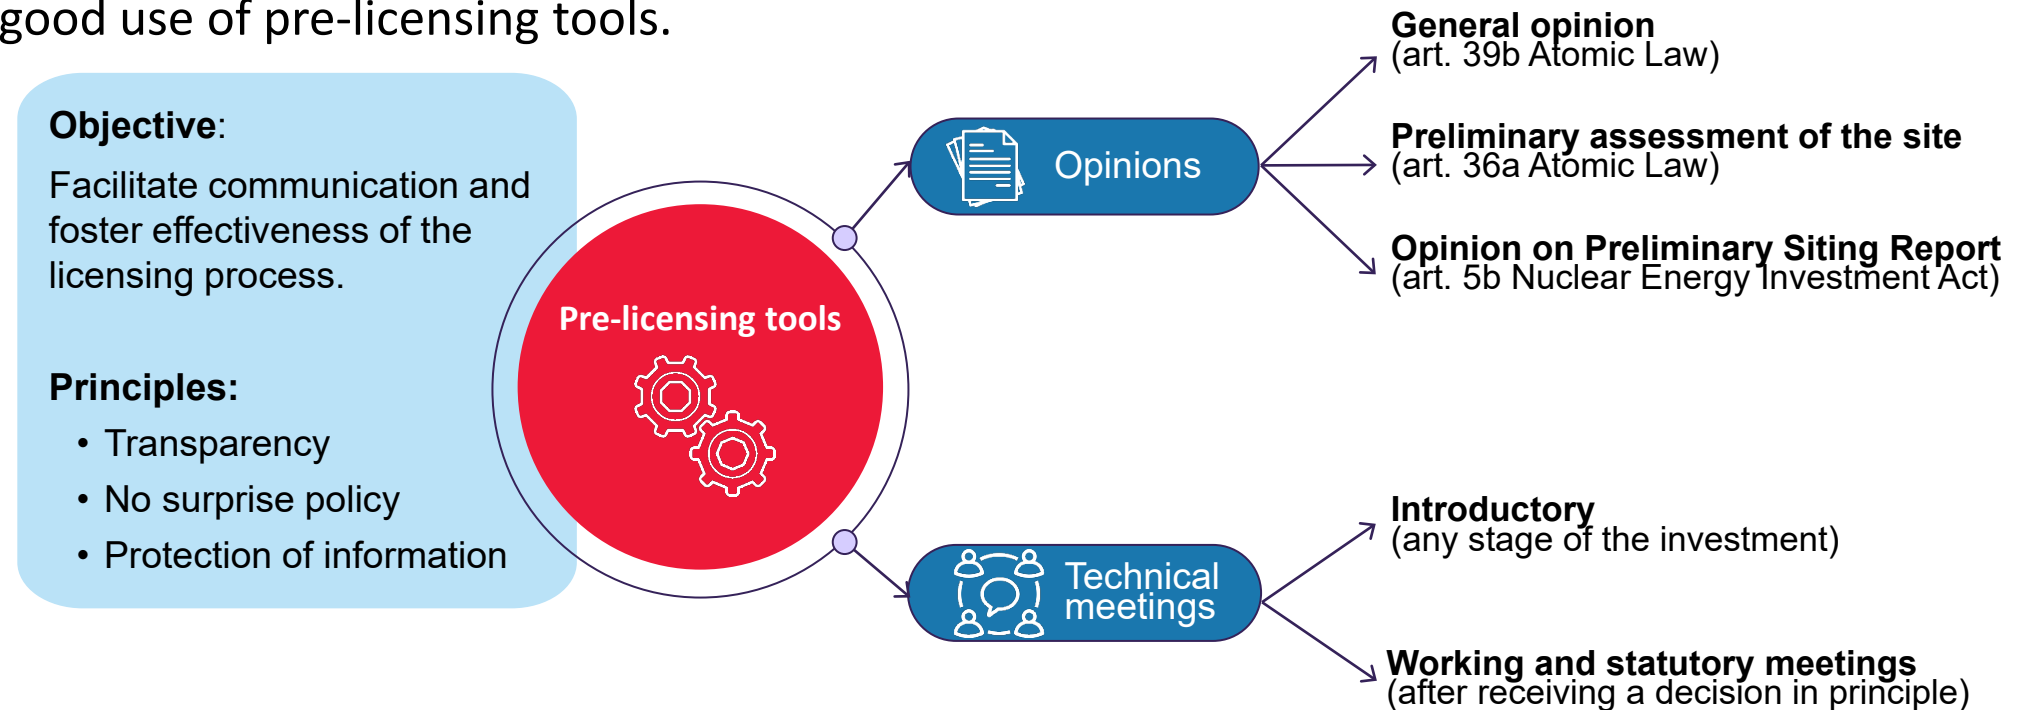 good use of pre-licensing tools.
Objective:
Facilitate communication and
foster effectiveness of the
licensing process.
Principles:
• Transparency
• No surprise policy
• Protection of information
Pre-licensing tools
Opinions
General opinion
(art. 39b Atomic Law)
Preliminary assessment of the site
(art. 36a Atomic Law)
Opinion on Preliminary Siting Report
(art. 5b Nuclear Energy Investment Act)
Technical
meetings
Introductory
(any stage of the investment)
Working and statutory meetings
(after receiving a decision in principle)